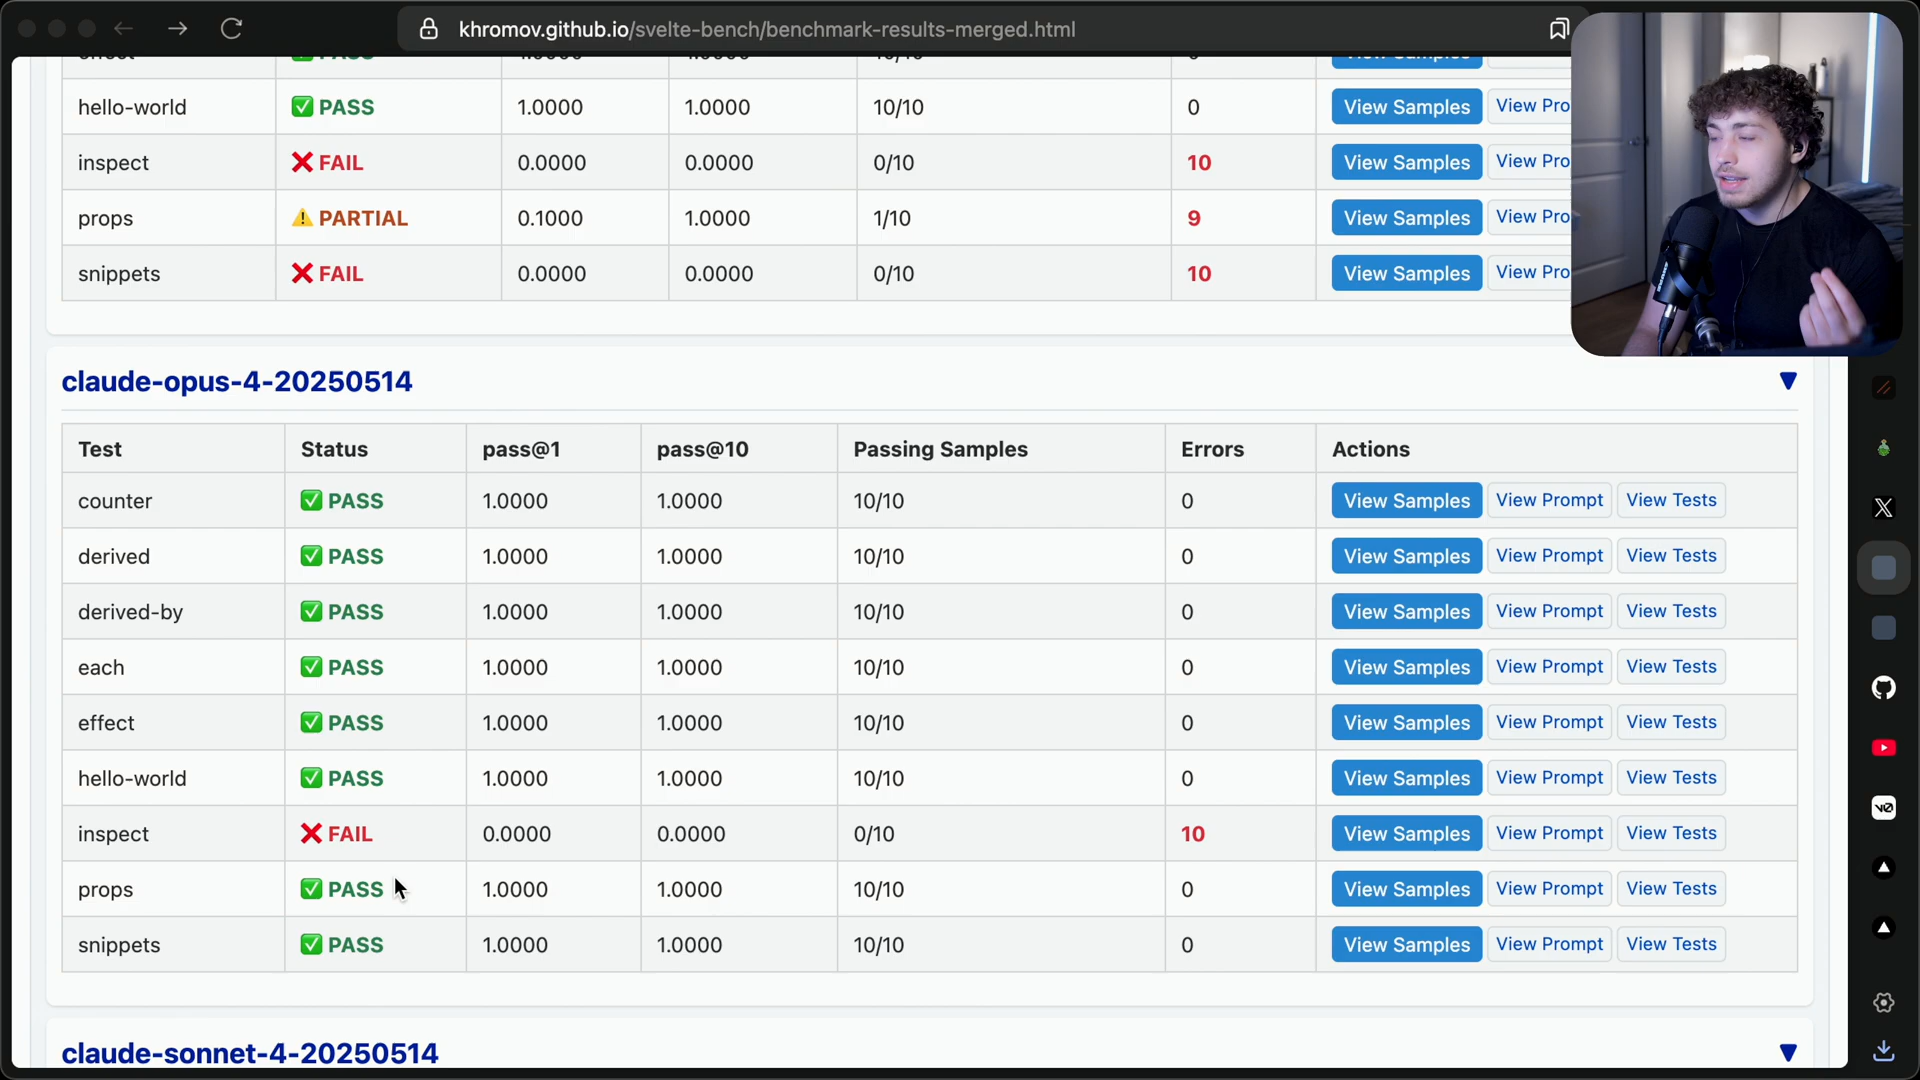 khromov.github.io/svelte-bench/benchmark-results-merged.html
hello-world ✅ PASS 1.0000 1.0000 10/10 0 View Samples View Pro
inspect ❌ FAIL 0.0000 0.0000 0/10 10 View Samples View Pro
props ⚠️ PARTIAL 0.1000 1.0000 1/10 9 View Samples View Pro
snippets ❌ FAIL 0.0000 0.0000 0/10 10 View Samples View Pro
claude-opus-4-20250514 ▼
Test Status pass@1 pass@10 Passing Samples Errors Actions
counter ✅ PASS 1.0000 1.0000 10/10 0 View Samples View Prompt View Tests
derived ✅ PASS 1.0000 1.0000 10/10 0 View Samples View Prompt View Tests
derived-by ✅ PASS 1.0000 1.0000 10/10 0 View Samples View Prompt View Tests
each ✅ PASS 1.0000 1.0000 10/10 0 View Samples View Prompt View Tests
effect ✅ PASS 1.0000 1.0000 10/10 0 View Samples View Prompt View Tests
hello-world ✅ PASS 1.0000 1.0000 10/10 0 View Samples View Prompt View Tests
inspect ❌ FAIL 0.0000 0.0000 0/10 10 View Samples View Prompt View Tests
props ✅ PASS 1.0000 1.0000 10/10 0 View Samples View Prompt View Tests
snippets ✅ PASS 1.0000 1.0000 10/10 0 View Samples View Prompt View Tests
claude-sonnet-4-20250514 ▼